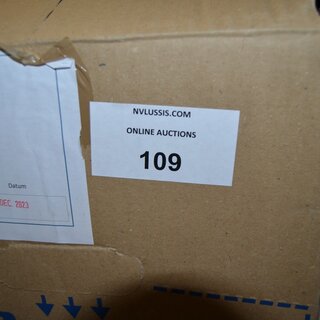 NVLUSSIS.COM
ONLINE AUCTIONS
109
Datum
DEC. 2023